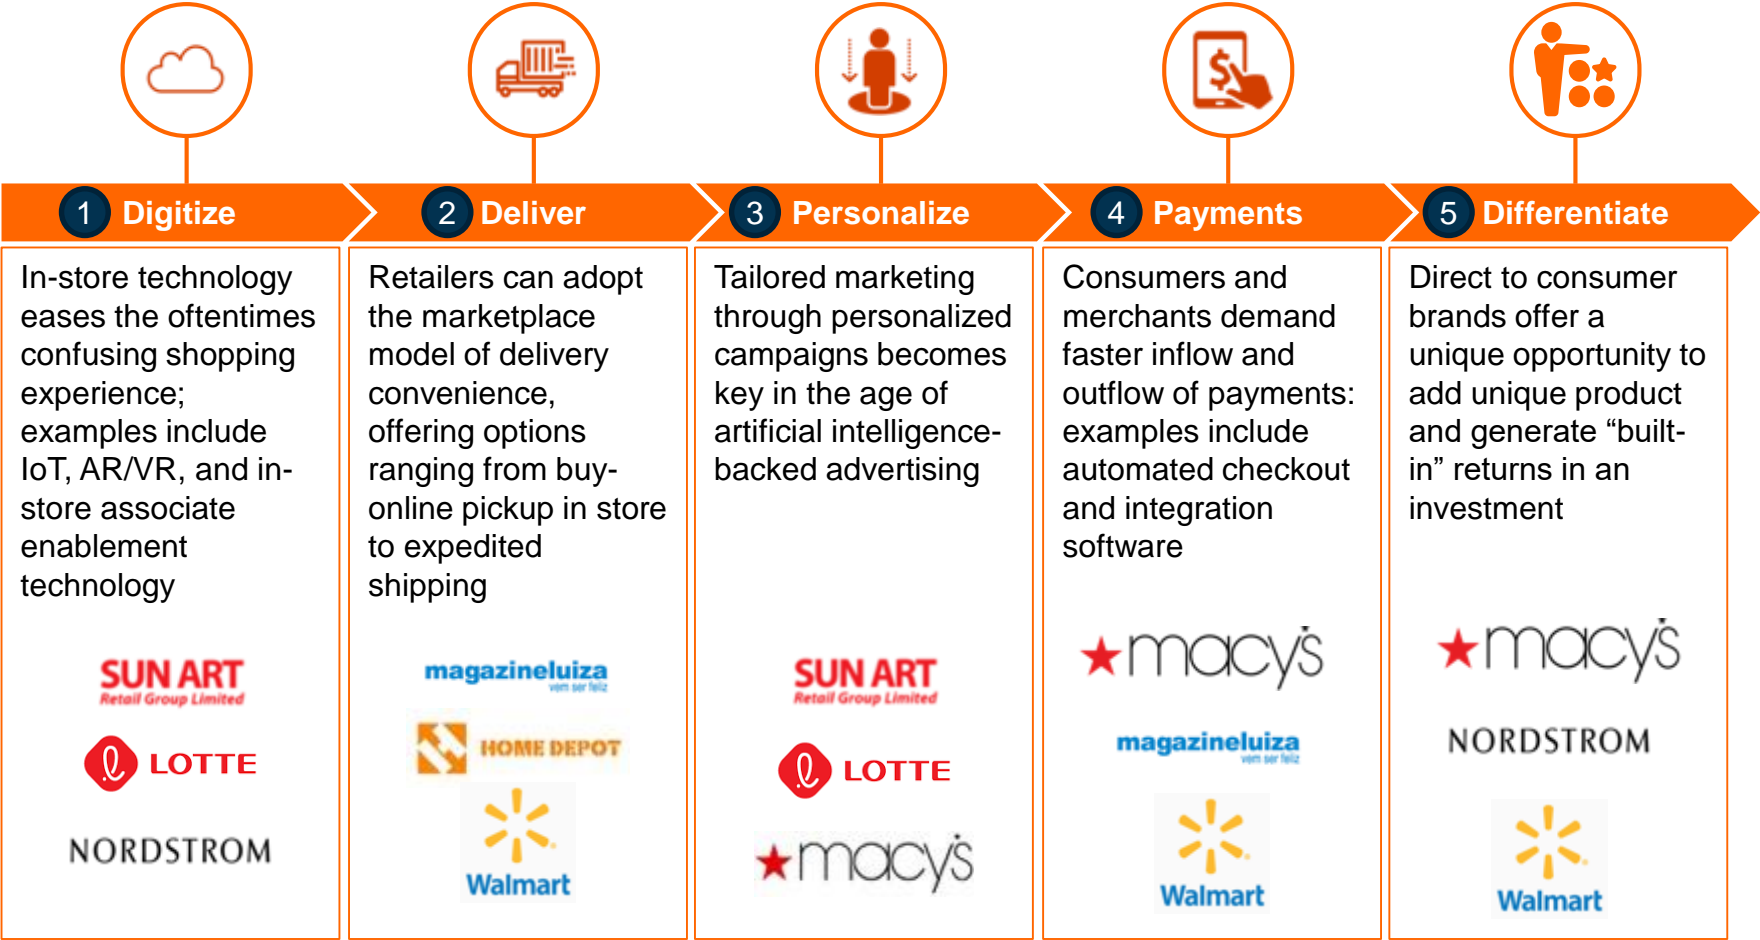 1 Digitize
In-store technology
eases the oftentimes
confusing shopping
experience;
examples include
IoT, AR/VR, and in-
store associate
enablement
technology
SUN ART
Retail Group Limited
LOTTE
NORDSTROM
2 Deliver
Retailers can adopt
the marketplace
model of delivery
convenience,
offering options
ranging from buy-
online pickup in store
to expedited
shipping
magazineluiza
vem ser feliz
HOME DEPOT
Walmart
3 Personalize
Tailored marketing
through personalized
campaigns becomes
key in the age of
artificial intelligence-
backed advertising
SUN ART
Retail Group Limited
LOTTE
macy's
4 Payments
Consumers and
merchants demand
faster inflow and
outflow of payments:
examples include
automated checkout
and integration
software
macy's
magazineluiza
vem ser feliz
Walmart
5 Differentiate
Direct to consumer
brands offer a
unique opportunity to
add unique product
and generate “built-
in” returns in an
investment
macy's
NORDSTROM
Walmart